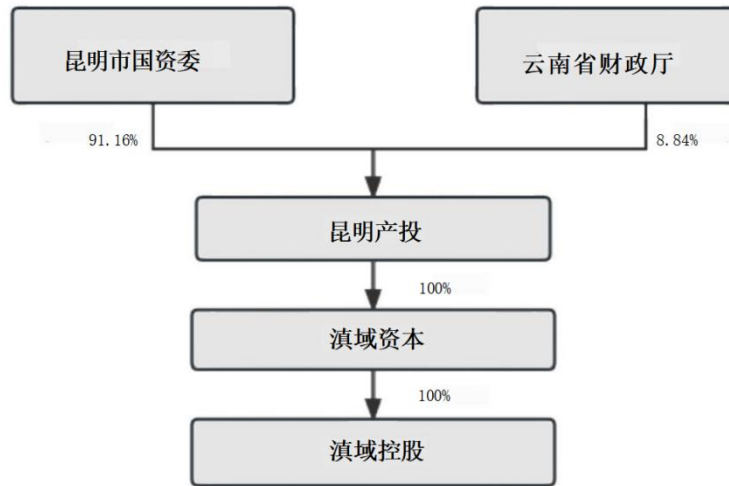 昆明市国资委
云南省财政厅
91.16%
8.84%
昆明产投
100%
滇域资本
100%
滇域控股